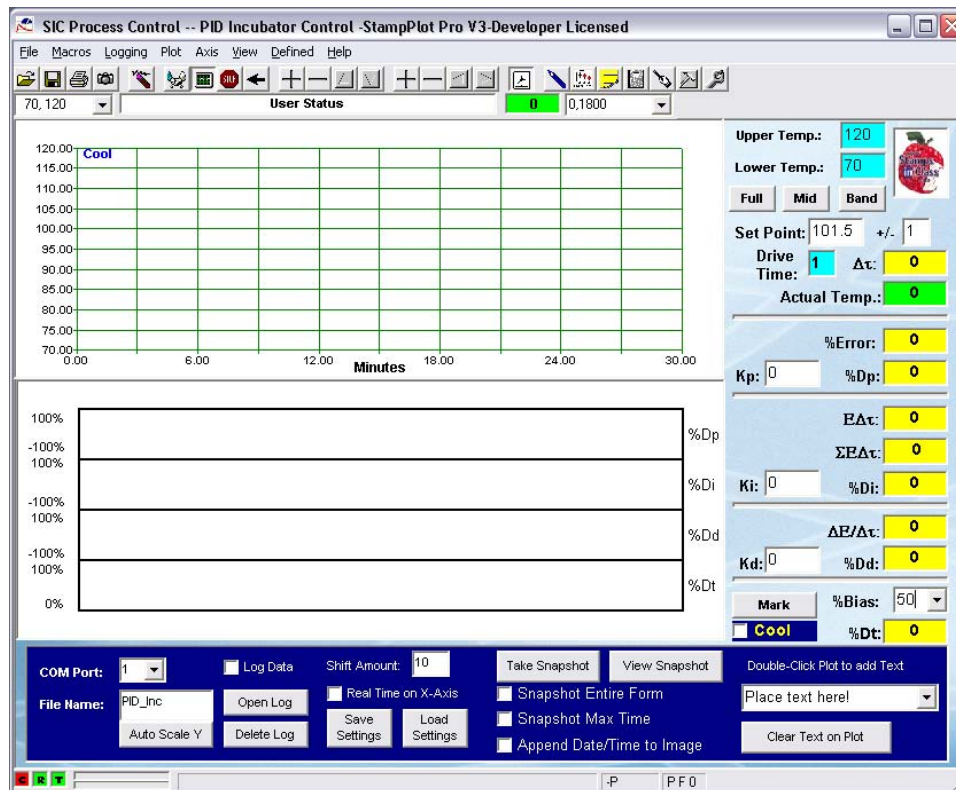 SIC Process Control -- PID Incubator Control -StampPlot Pro V3-Developer Licensed
File Macros Logging Plot Axis View Defined Help
70,120 User Status 0 0,1800
120.00
115.00
110.00
105.00
100.00
95.00
90.00
85.00
80.00
75.00
70.00
Cool
0.00 6.00 12.00 18.00 24.00 30.00
Minutes
100%
-100%
%Dp
100%
-100%
%Di
100%
-100%
%Dd
100%
0%
%Dt
Upper Temp.: 120
Lower Temp.: 70
Stamps in Class
Full Mid Band
Set Point: 101.5 +/- 1
Drive Time: 1 Δτ: 0
Actual Temp.: 0
%Error: 0
Kp: 0 %Dp: 0
ΕΔτ: 0
ΣΕΔτ: 0
Ki: 0 %Di: 0
ΔΕ/Δτ: 0
Kd: 0 %Dd: 0
Mark %Bias: 50
Cool %Dt: 0
COM Port: 1
File Name: PID_Inc
Auto Scale Y
Log Data
Open Log
Delete Log
Shift Amount: 10
Real Time on X-Axis
Save Settings
Load Settings
Take Snapshot View Snapshot
Snapshot Entire Form
Snapshot Max Time
Append Date/Time to Image
Double-Click Plot to add Text
Place text here!
Clear Text on Plot
C R T -P P F 0